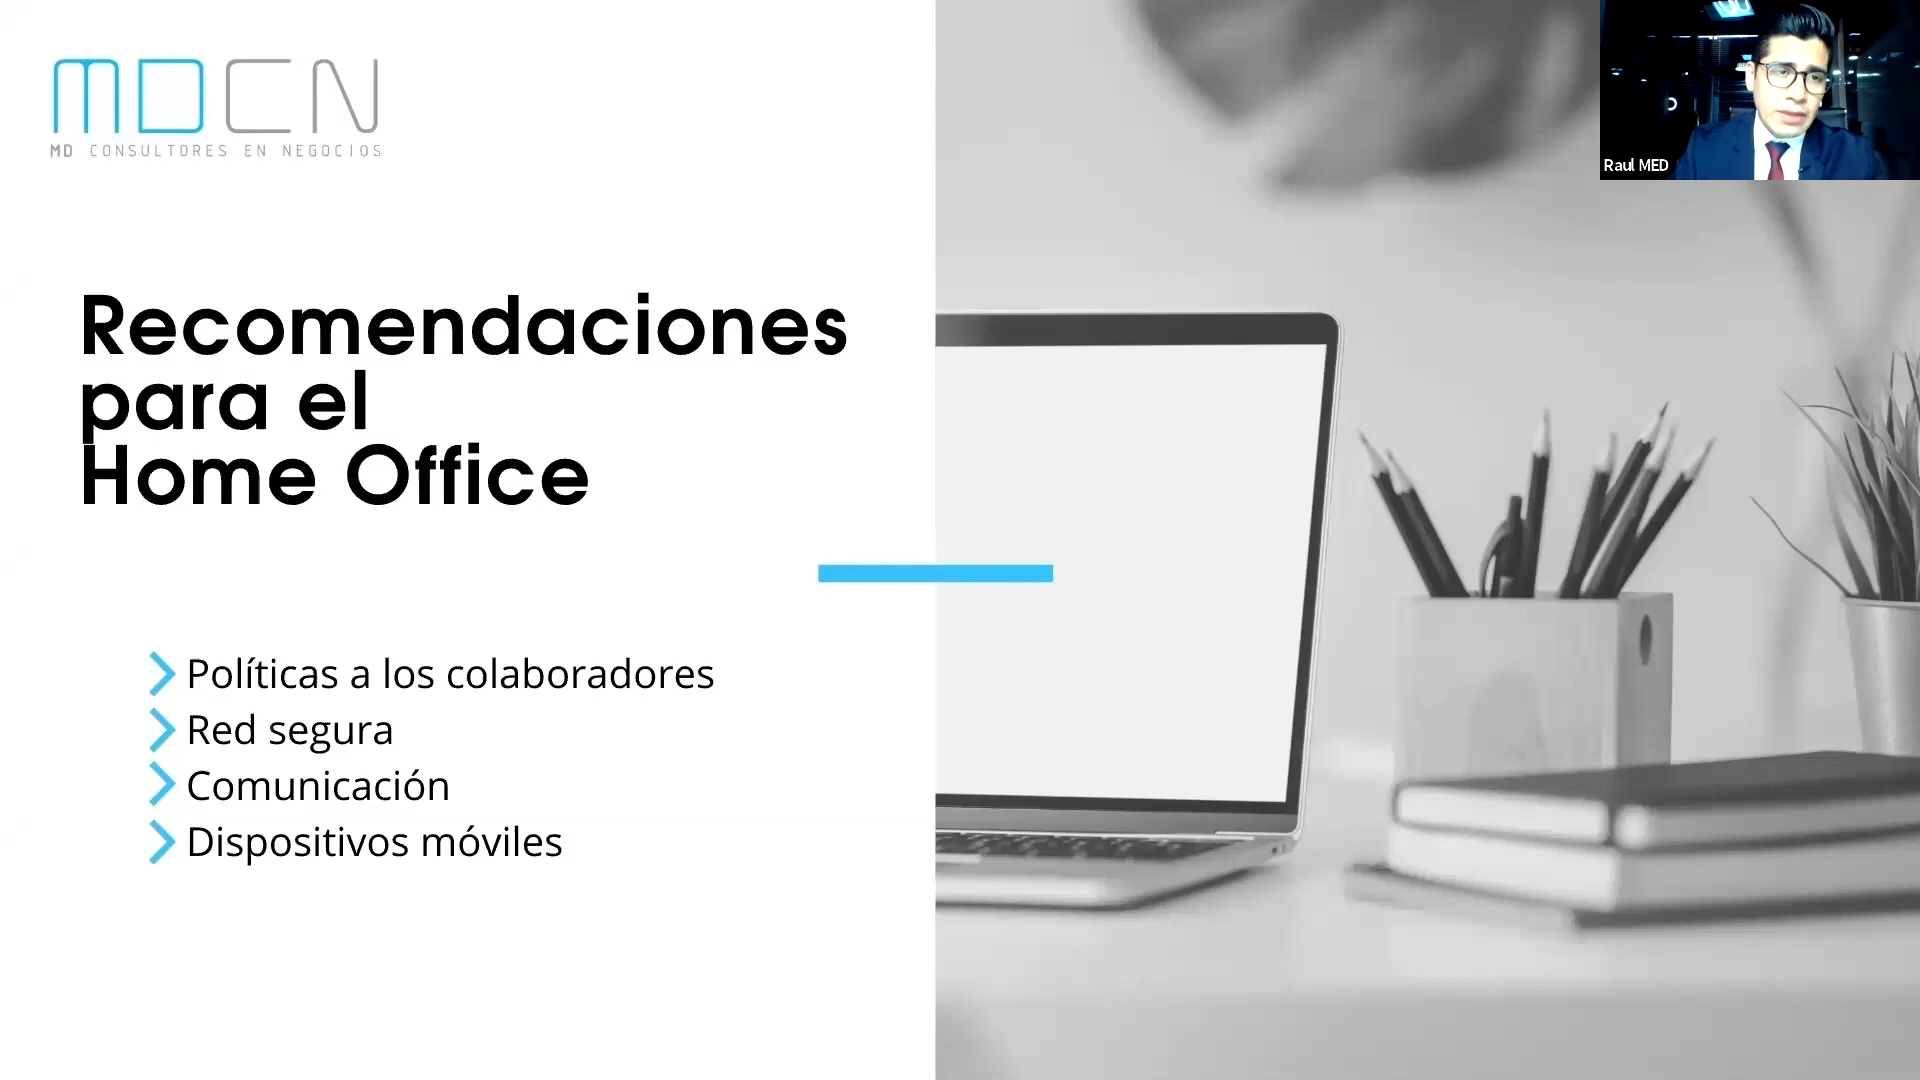 MDCN
MD CONSULTORES EN NEGOCIOS
Raul MED
Recomendaciones
para el
Home Office
Políticas a los colaboradores
Red segura
Comunicación
Dispositivos móviles